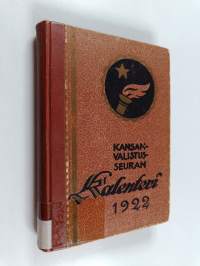 KANSAN-
VALISTUS-
SEURAN
Kalenteri
1922